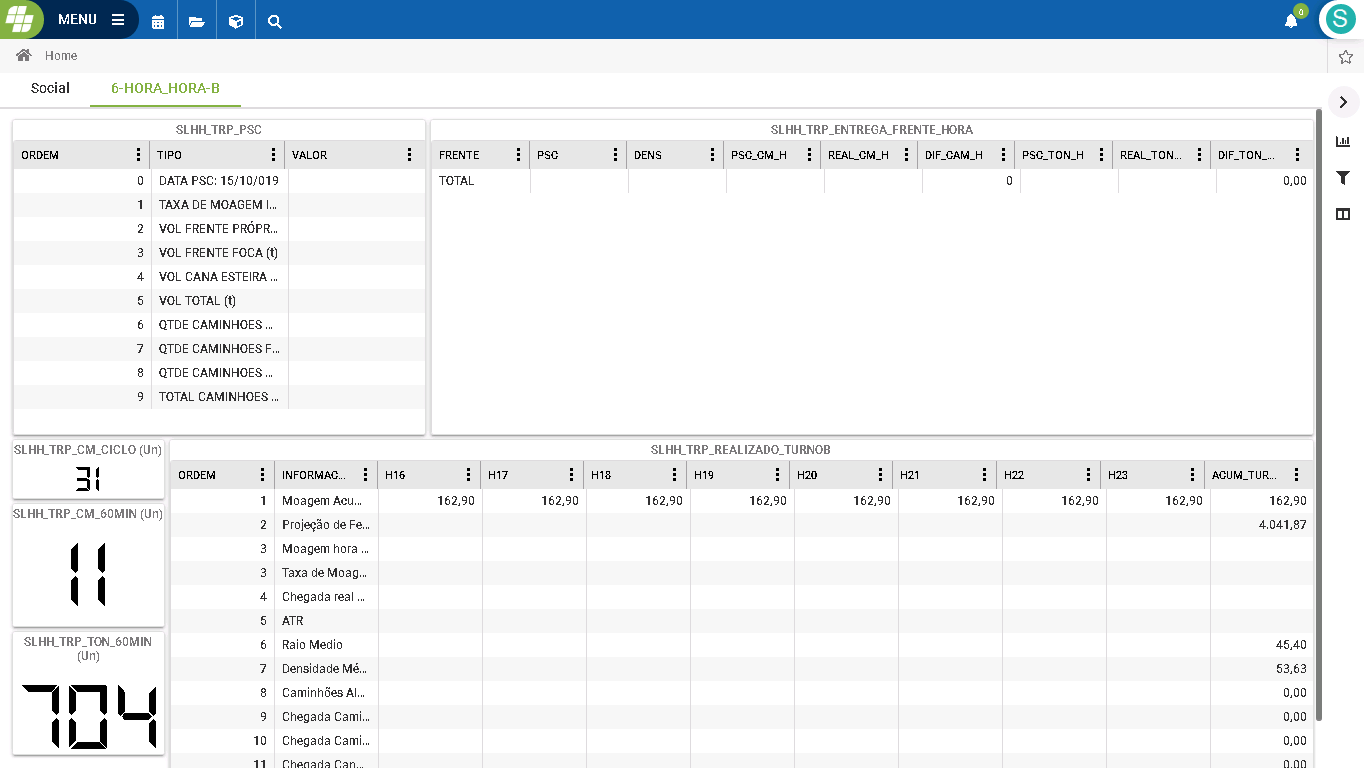 MENU
0
S
Home
Social 6-HORA_HORA-B
SLHH_TRP_PSC
ORDEM TIPO VALOR
0 DATA PSC: 15/10/019
1 TAXA DE MOAGEM I...
2 VOL FRENTE PRÓPR...
3 VOL FRENTE FOCA (t)
4 VOL CANA ESTEIRA ...
5 VOL TOTAL (t)
6 QTDE CAMINHOES ...
7 QTDE CAMINHOES F...
8 QTDE CAMINHOES ...
9 TOTAL CAMINHOES ...
SLHH_TRP_ENTREGA_FRENTE_HORA
FRENTE PSC DENS PSC_CM_H REAL_CM_H DIF_CAM_H PSC_TON_H REAL_TON... DIF_TON_...
TOTAL 0 0,00
SLHH_TRP_CM_CICLO (Un)
31
SLHH_TRP_CM_60MIN (Un)
11
SLHH_TRP_TON_60MIN
(Un)
704
SLHH_TRP_REALIZADO_TURNOB
ORDEM INFORMAC... H16 H17 H18 H19 H20 H21 H22 H23 ACUM_TUR...
1 Moagem Acu... 162,90 162,90 162,90 162,90 162,90 162,90 162,90 162,90 162,90
2 Projeção de Fe... 4.041,87
3 Moagem hora ...
3 Taxa de Moag...
4 Chegada real ...
5 ATR
6 Raio Medio 45,40
7 Densidade Mé... 53,63
8 Caminhões Al... 0,00
9 Chegada Cami... 0,00
10 Chegada Cami... 0,00
11 Chegada Can... 0,00